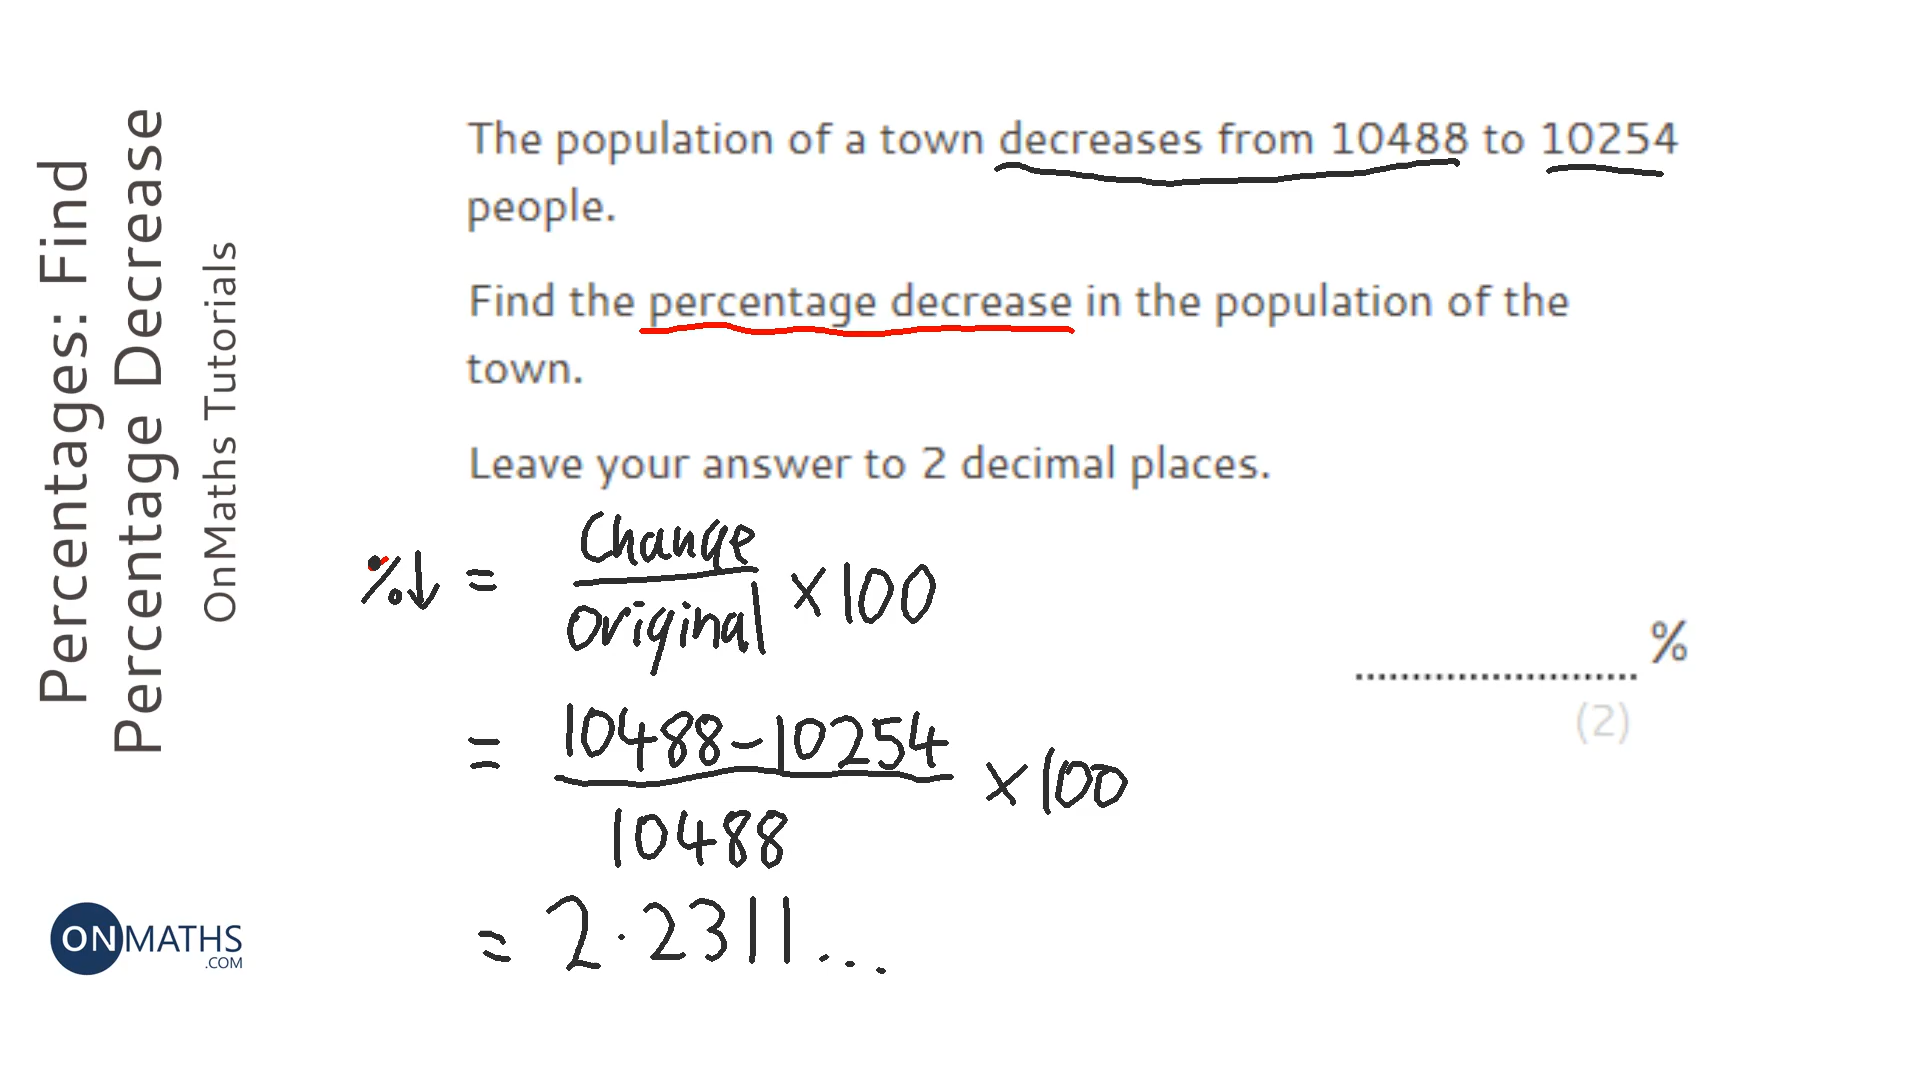 Percentages: Find
Percentage Decrease
OnMaths Tutorials
The population of a town decreases from 10488 to 10254
people.
Find the percentage decrease in the population of the
town.
Leave your answer to 2 decimal places.
%↓ = Change / Original × 100
= 10488 - 10254 / 10488 × 100
= 2.2311...
%
(2)
ONMATHS
.COM